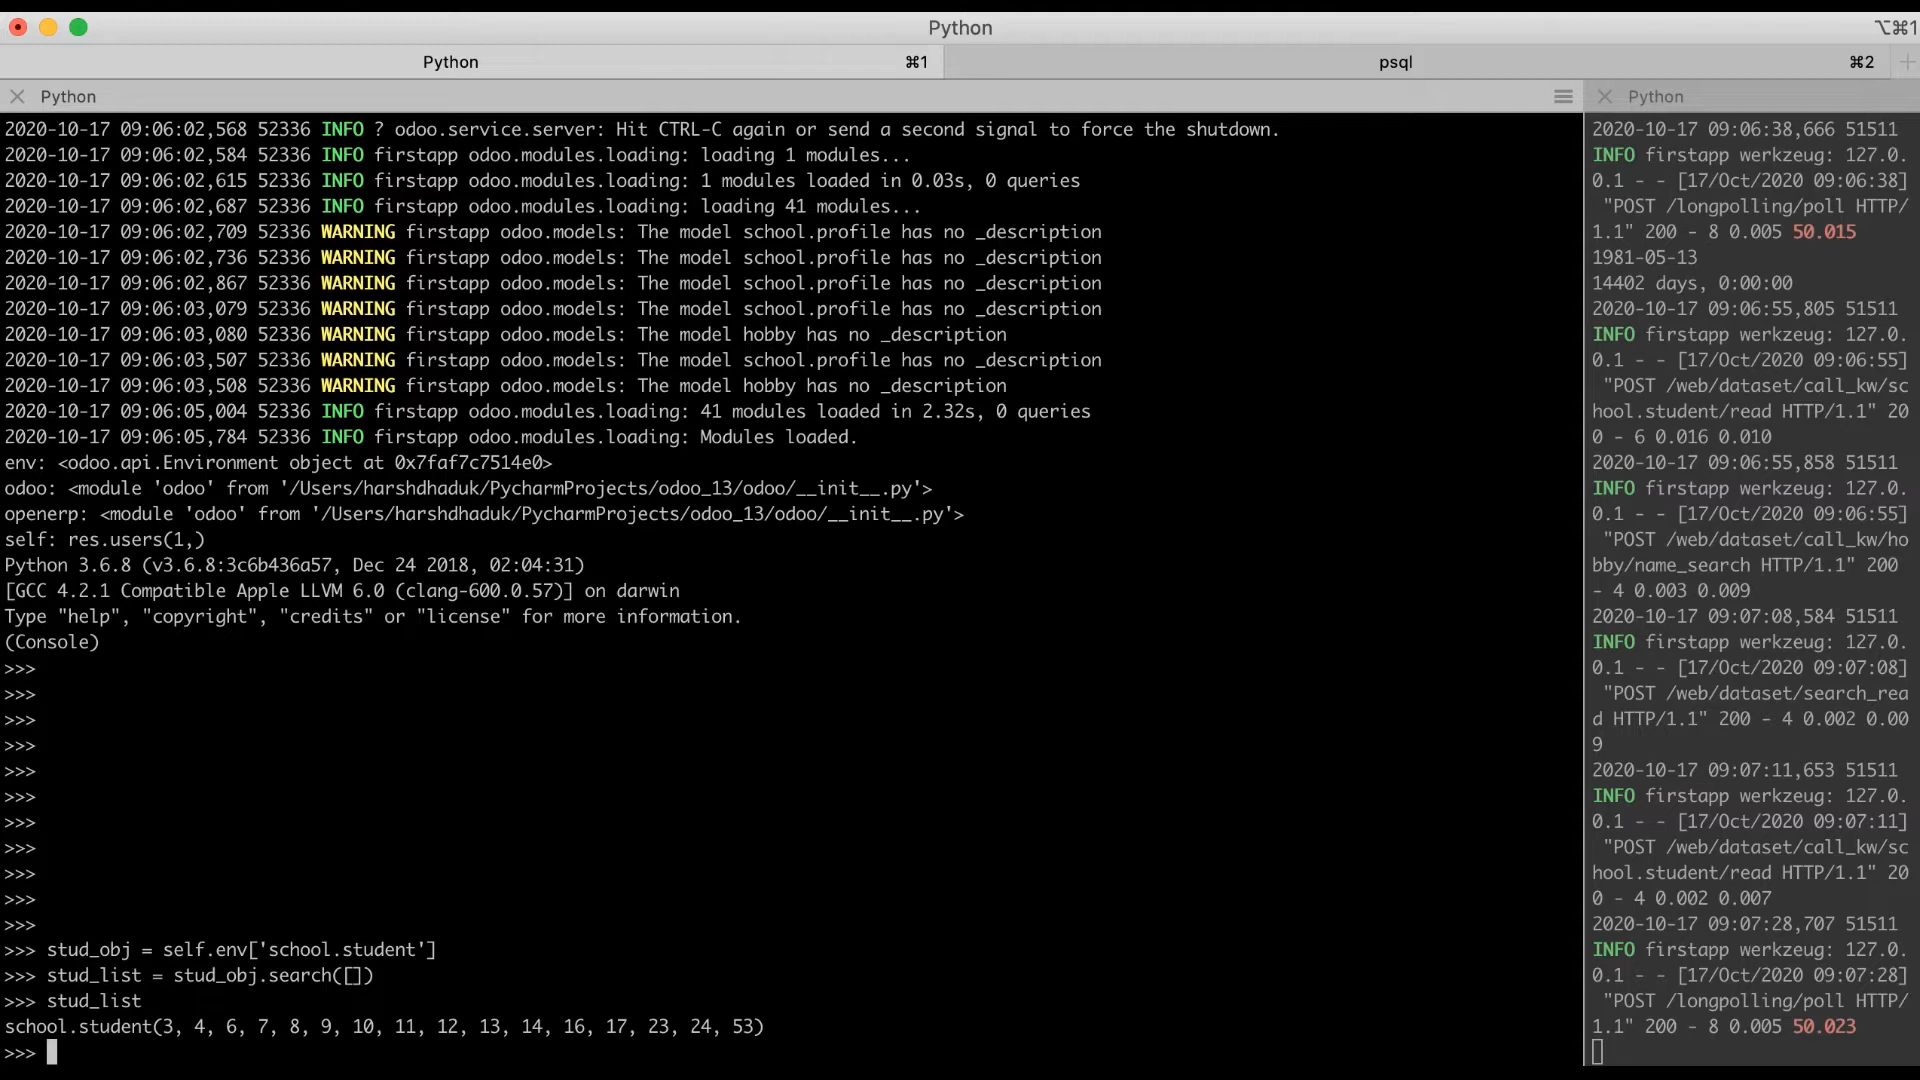 Python
⌥⌘1
Python ⌘1
psql ⌘2
Python
2020-10-17 09:06:02,568 52336 INFO ? odoo.service.server: Hit CTRL-C again or send a second signal to force the shutdown.
2020-10-17 09:06:02,584 52336 INFO firstapp odoo.modules.loading: loading 1 modules...
2020-10-17 09:06:02,615 52336 INFO firstapp odoo.modules.loading: 1 modules loaded in 0.03s, 0 queries
2020-10-17 09:06:02,687 52336 INFO firstapp odoo.modules.loading: loading 41 modules...
2020-10-17 09:06:02,709 52336 WARNING firstapp odoo.models: The model school.profile has no _description
2020-10-17 09:06:02,736 52336 WARNING firstapp odoo.models: The model school.profile has no _description
2020-10-17 09:06:02,867 52336 WARNING firstapp odoo.models: The model school.profile has no _description
2020-10-17 09:06:03,079 52336 WARNING firstapp odoo.models: The model school.profile has no _description
2020-10-17 09:06:03,080 52336 WARNING firstapp odoo.models: The model hobby has no _description
2020-10-17 09:06:03,507 52336 WARNING firstapp odoo.models: The model school.profile has no _description
2020-10-17 09:06:03,508 52336 WARNING firstapp odoo.models: The model hobby has no _description
2020-10-17 09:06:05,004 52336 INFO firstapp odoo.modules.loading: 41 modules loaded in 2.32s, 0 queries
2020-10-17 09:06:05,784 52336 INFO firstapp odoo.modules.loading: Modules loaded.
env: <odoo.api.Environment object at 0x7faf7c7514e0>
odoo: <module 'odoo' from '/Users/harshdhaduk/PycharmProjects/odoo_13/odoo/__init__.py'>
openerp: <module 'odoo' from '/Users/harshdhaduk/PycharmProjects/odoo_13/odoo/__init__.py'>
self: res.users(1,)
Python 3.6.8 (v3.6.8:3c6b436a57, Dec 24 2018, 02:04:31)
[GCC 4.2.1 Compatible Apple LLVM 6.0 (clang-600.0.57)] on darwin
Type "help", "copyright", "credits" or "license" for more information.
(Console)
>>>
>>>
>>>
>>>
>>>
>>>
>>>
>>>
>>>
>>>
>>>
>>> stud_obj = self.env['school.student']
>>> stud_list = stud_obj.search([])
>>> stud_list
school.student(3, 4, 6, 7, 8, 9, 10, 11, 12, 13, 14, 16, 17, 23, 24, 53)
>>>
Python
2020-10-17 09:06:38,666 51511
INFO firstapp werkzeug: 127.0.
0.1 - - [17/Oct/2020 09:06:38]
"POST /longpolling/poll HTTP/
1.1" 200 - 8 0.005 50.015
1981-05-13
14402 days, 0:00:00
2020-10-17 09:06:55,805 51511
INFO firstapp werkzeug: 127.0.
0.1 - - [17/Oct/2020 09:06:55]
"POST /web/dataset/call_kw/sc
hool.student/read HTTP/1.1" 20
0 - 6 0.016 0.010
2020-10-17 09:06:55,858 51511
INFO firstapp werkzeug: 127.0.
0.1 - - [17/Oct/2020 09:06:55]
"POST /web/dataset/call_kw/ho
bby/name_search HTTP/1.1" 200
- 4 0.003 0.009
2020-10-17 09:07:08,584 51511
INFO firstapp werkzeug: 127.0.
0.1 - - [17/Oct/2020 09:07:08]
"POST /web/dataset/search_rea
d HTTP/1.1" 200 - 4 0.002 0.00
9
2020-10-17 09:07:11,653 51511
INFO firstapp werkzeug: 127.0.
0.1 - - [17/Oct/2020 09:07:11]
"POST /web/dataset/call_kw/sc
hool.student/read HTTP/1.1" 20
0 - 4 0.002 0.007
2020-10-17 09:07:28,707 51511
INFO firstapp werkzeug: 127.0.
0.1 - - [17/Oct/2020 09:07:28]
"POST /longpolling/poll HTTP/
1.1" 200 - 8 0.005 50.023